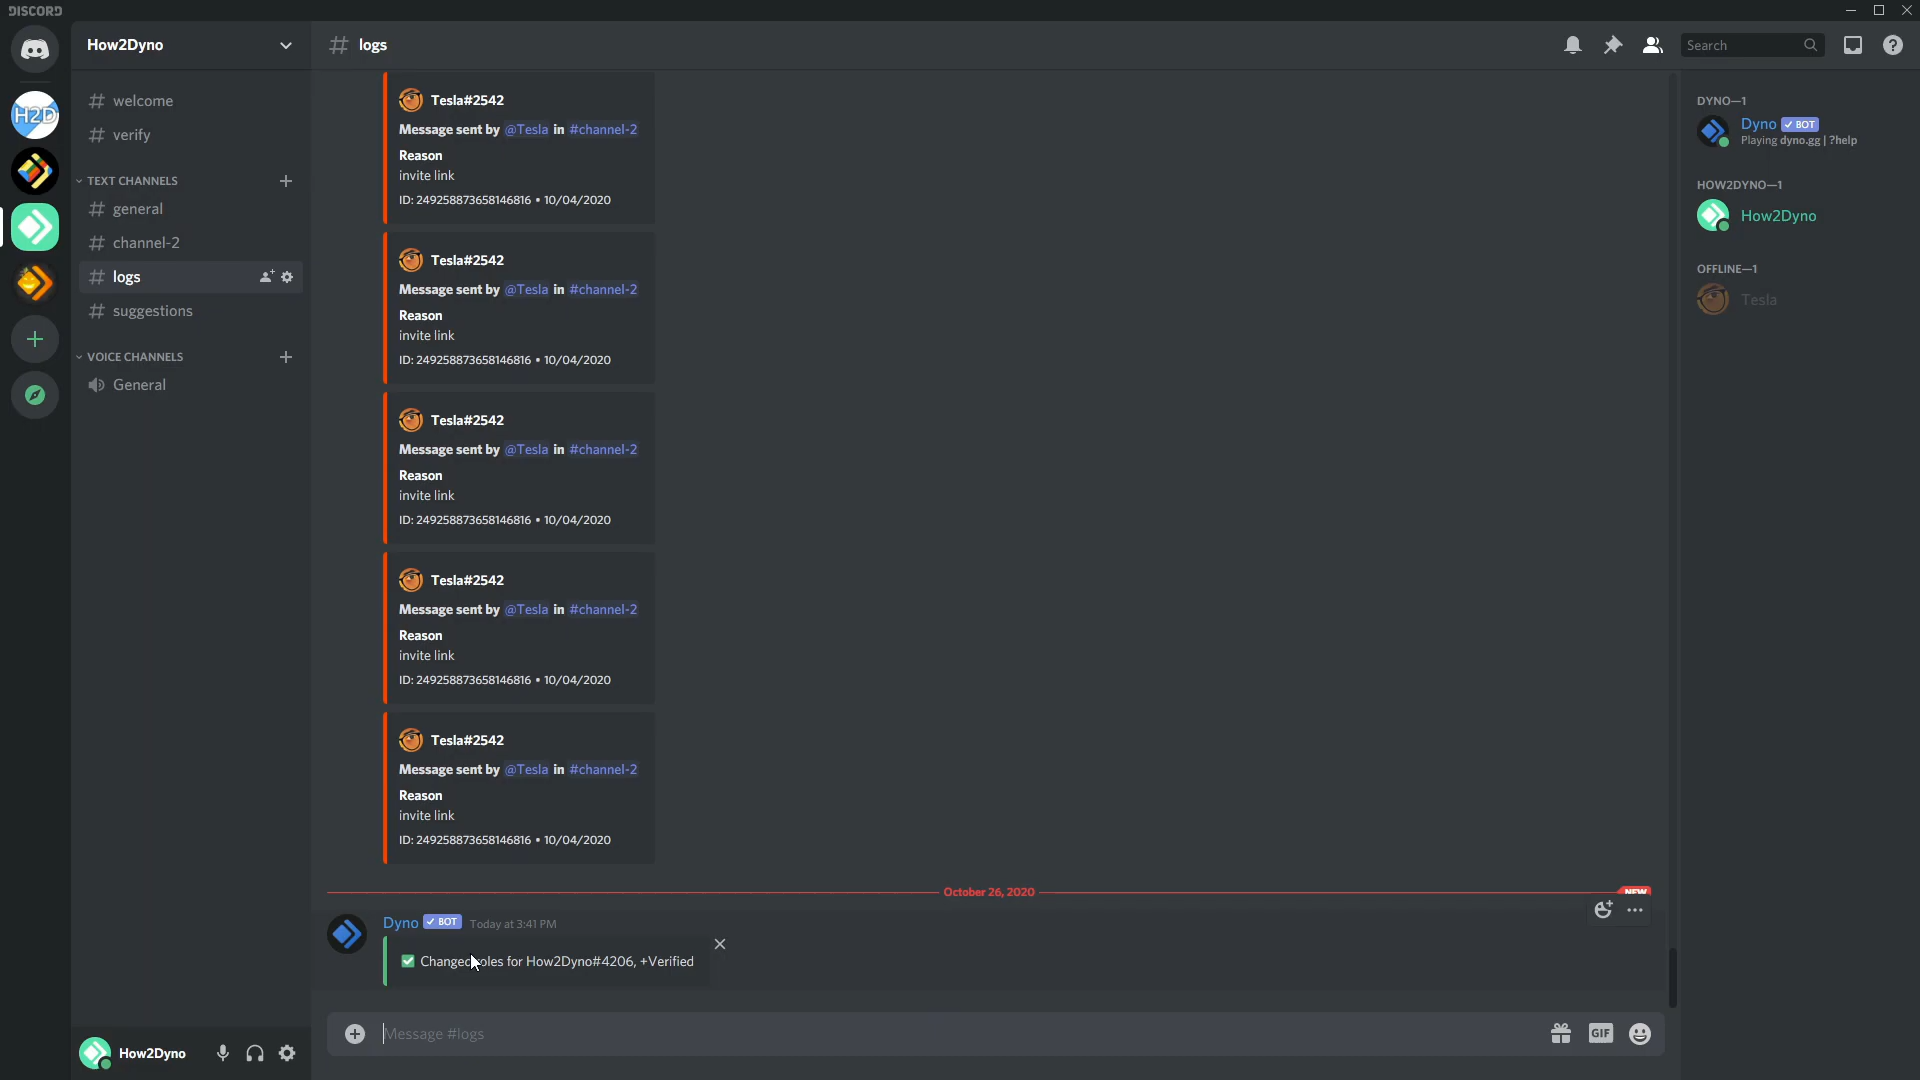 DISCORD
How2Dyno
# logs
Search
H2D
# welcome
# verify
TEXT CHANNELS
# general
# channel-2
# logs
# suggestions
VOICE CHANNELS
General
Tesla#2542
Message sent by @Tesla in #channel-2
Reason
invite link
ID: 249258873658146816 • 10/04/2020
Tesla#2542
Message sent by @Tesla in #channel-2
Reason
invite link
ID: 249258873658146816 • 10/04/2020
Tesla#2542
Message sent by @Tesla in #channel-2
Reason
invite link
ID: 249258873658146816 • 10/04/2020
Tesla#2542
Message sent by @Tesla in #channel-2
Reason
invite link
ID: 249258873658146816 • 10/04/2020
Tesla#2542
Message sent by @Tesla in #channel-2
Reason
invite link
ID: 249258873658146816 • 10/04/2020
October 26, 2020
NEW
Dyno ✓ BOT Today at 3:41 PM
for How2Dyno#4206, +Verified
Message #logs
GIF
How2Dyno
DYNO—1
Dyno ✓ BOT
Playing dyno.gg | ?help
HOW2DYNO—1
How2Dyno
OFFLINE—1
Tesla